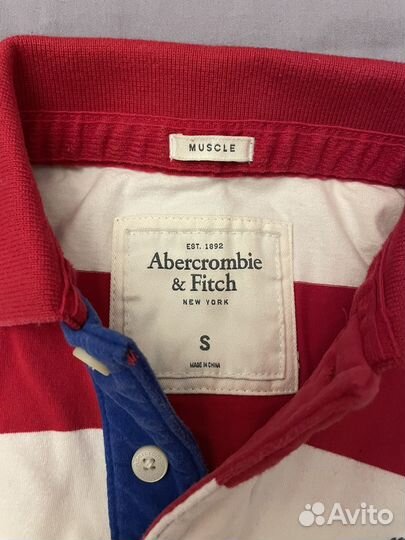 MUSCLE
EST. 1892
Abercrombie
& Fitch
NEW YORK
S
MADE IN CHINA
Avito